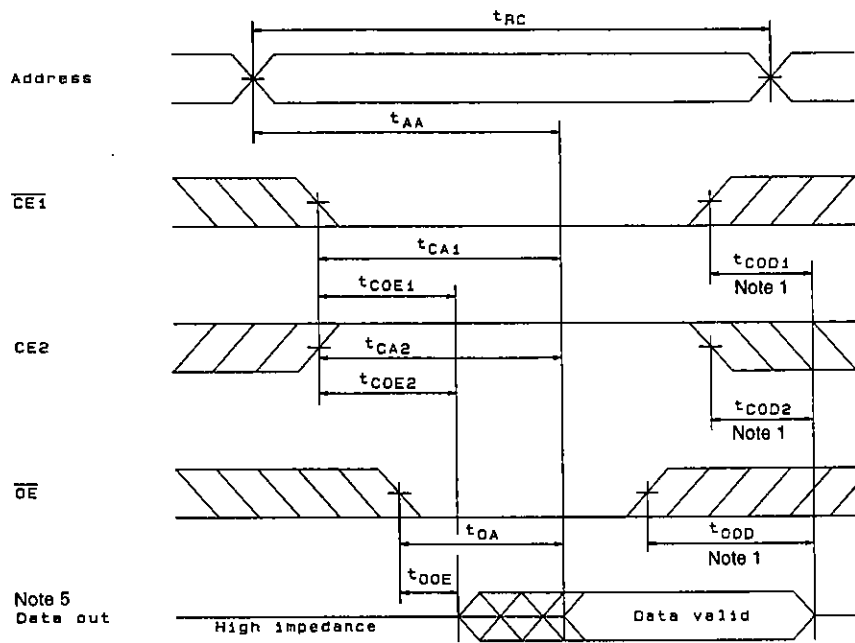 tRC
Address
tAA
CE1
tCA1
tCOD1
Note 1
tCOE1
CE2
tCA2
tCOE2
tCOD2
Note 1
OE
tOA
tOOD
Note 1
tOOE
Note 5
Data out
High impedance
Data valid